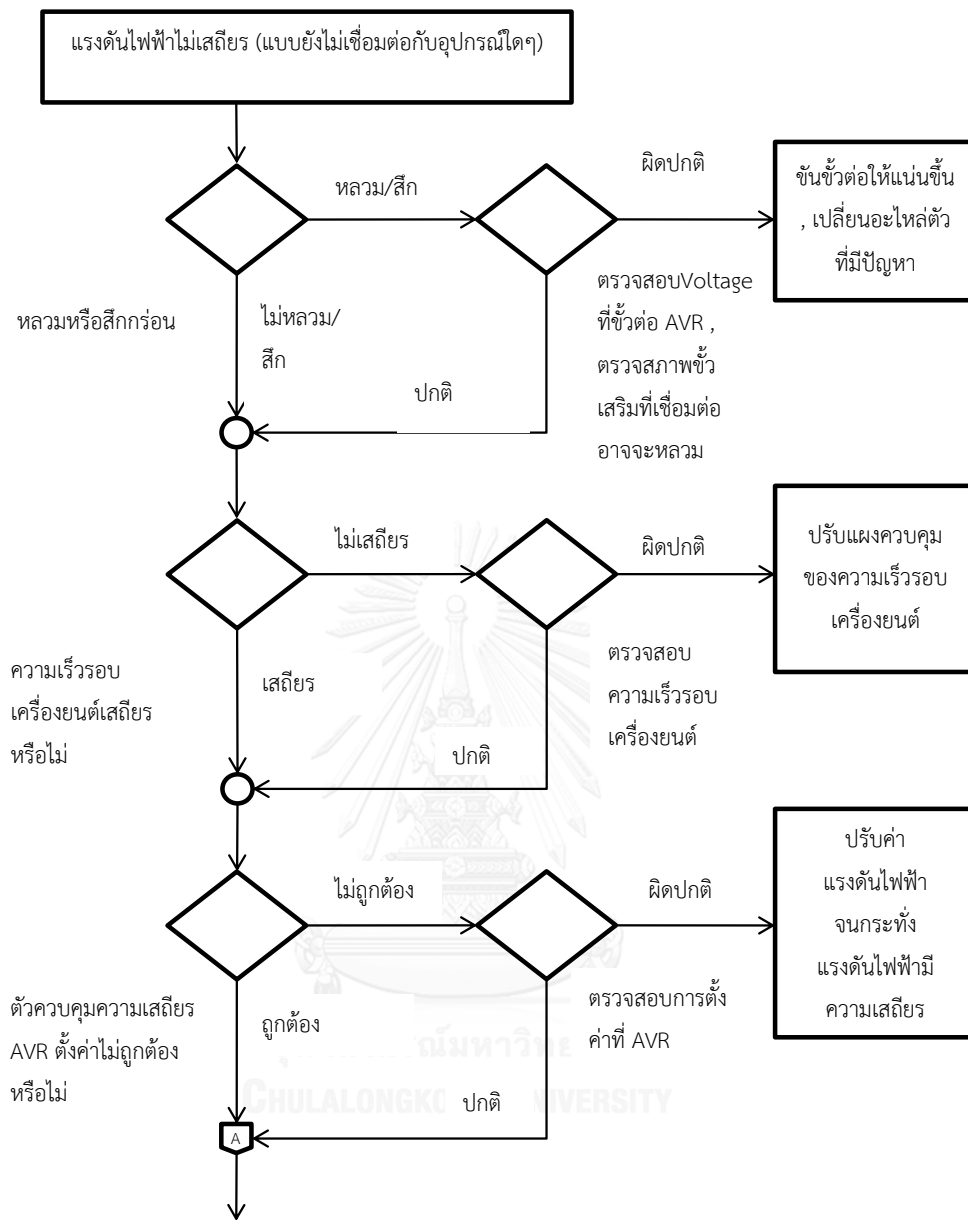 แรงดันไฟฟ้าไม่เสถียร (แบบยังไม่เชื่อมต่อกับอุปกรณ์ใดๆ)
หลวม/สึก
ผิดปกติ
ขันขั้วต่อให้แน่นขึ้น
, เปลี่ยนอะไหล่ตัว
ที่มีปัญหา
หลวมหรือสึกกร่อน
ไม่หลวม/
สึก
ตรวจสอบVoltage
ที่ขั้วต่อ AVR ,
ตรวจสภาพขั้ว
เสริมที่เชื่อมต่อ
อาจจะหลวม
ปกติ
ไม่เสถียร
ผิดปกติ
ปรับแผงควบคุม
ของความเร็วรอบ
เครื่องยนต์
ความเร็วรอบ
เครื่องยนต์เสถียร
หรือไม่
เสถียร
ตรวจสอบ
ความเร็วรอบ
เครื่องยนต์
ปกติ
ไม่ถูกต้อง
ผิดปกติ
ปรับค่า
แรงดันไฟฟ้า
จนกระทั่ง
แรงดันไฟฟ้ามี
ความเสถียร
ตัวควบคุมความเสถียร
AVR ตั้งค่าไม่ถูกต้อง
หรือไม่
ถูกต้อง
ตรวจสอบการตั้ง
ค่าที่ AVR
ปกติ
A